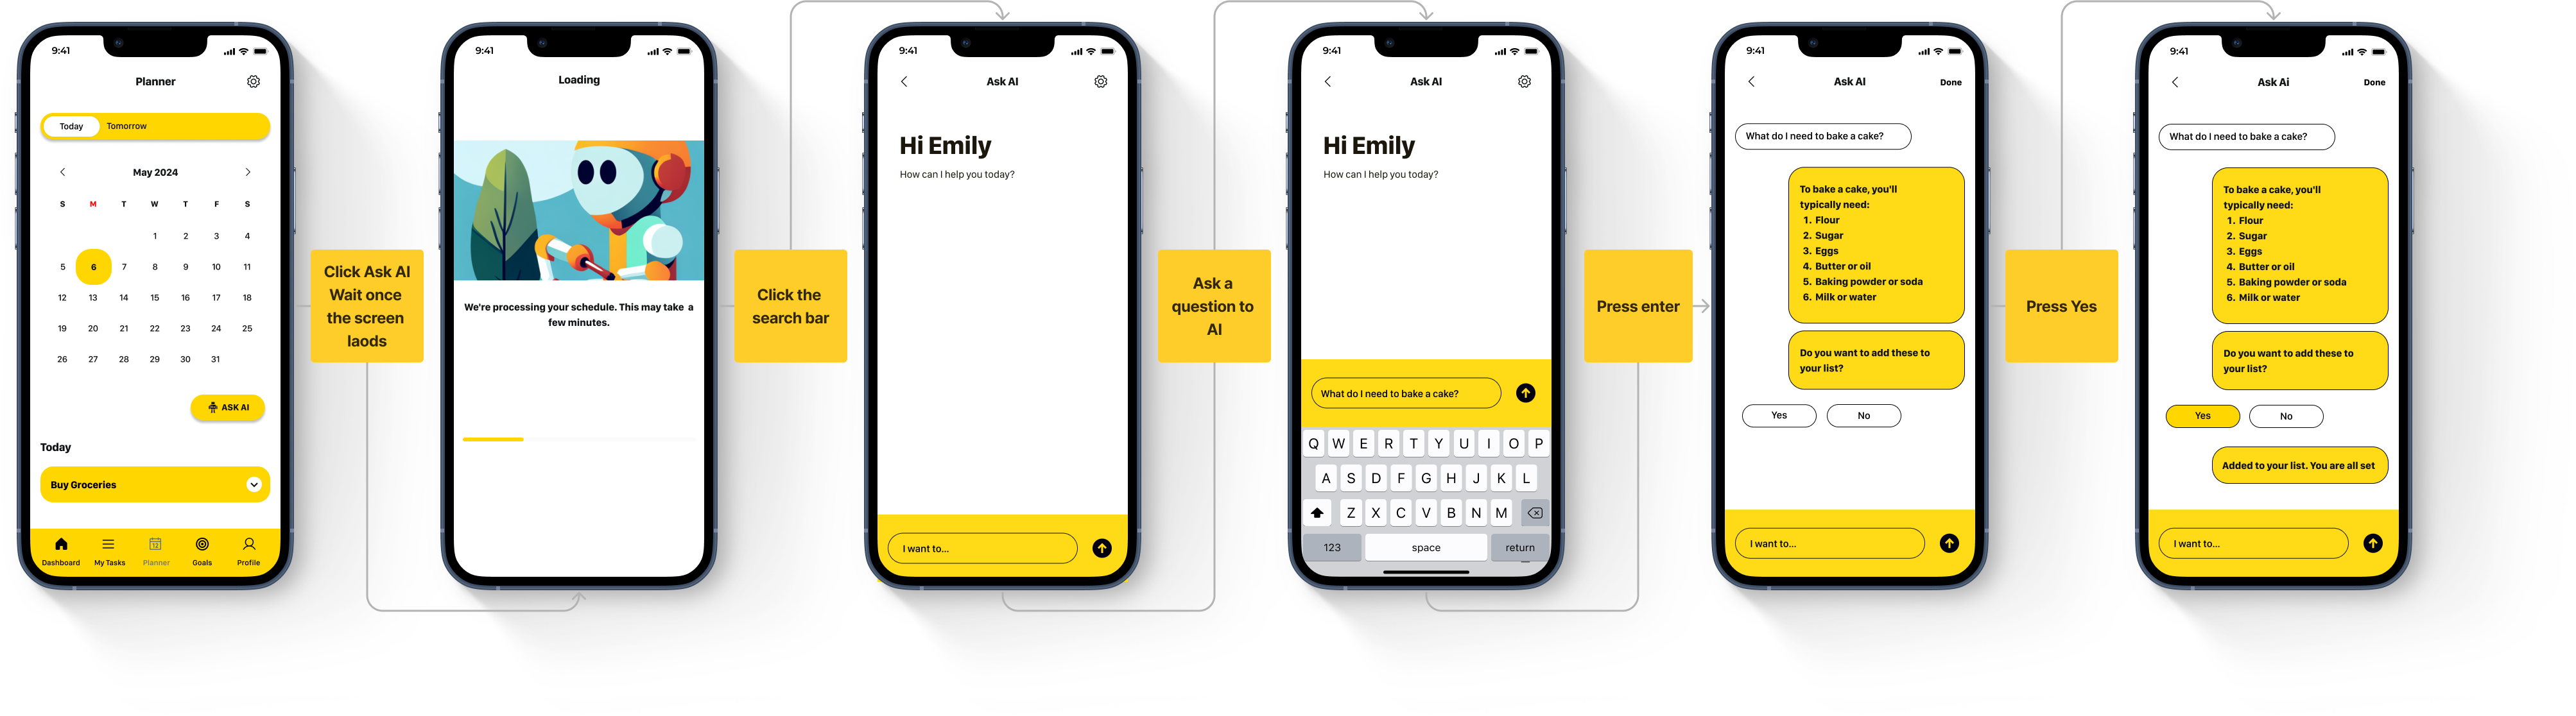 9:41
Planner
Today Tomorrow
May 2024
S M T W T F S
1 2 3 4
5 6 7 8 9 10 11
12 13 14 15 16 17 18
19 20 21 22 23 24 25
26 27 28 29 30 31
ASK AI
Today
Buy Groceries
12
Dashboard My Tasks Planner Goals Profile
Click Ask AI
Wait once
the screen
laods
9:41
Loading
We're processing your schedule. This may take a
few minutes.
Click the
search bar
9:41
Ask AI
Hi Emily
How can I help you today?
I want to...
Ask a
question to
AI
9:41
Ask AI
Hi Emily
How can I help you today?
What do I need to bake a cake?
Q W E R T Y U I O P
A S D F G H J K L
Z X C V B N M
123 space return
Press enter
9:41
Ask AI Done
What do I need to bake a cake?
To bake a cake, you'll
typically need:
1. Flour
2. Sugar
3. Eggs
4. Butter or oil
5. Baking powder or soda
6. Milk or water
Do you want to add these to
your list?
Yes No
I want to...
Press Yes
9:41
Ask Ai Done
What do I need to bake a cake?
To bake a cake, you'll
typically need:
1. Flour
2. Sugar
3. Eggs
4. Butter or oil
5. Baking powder or soda
6. Milk or water
Do you want to add these to
your list?
Yes No
Added to your list. You are all set
I want to...